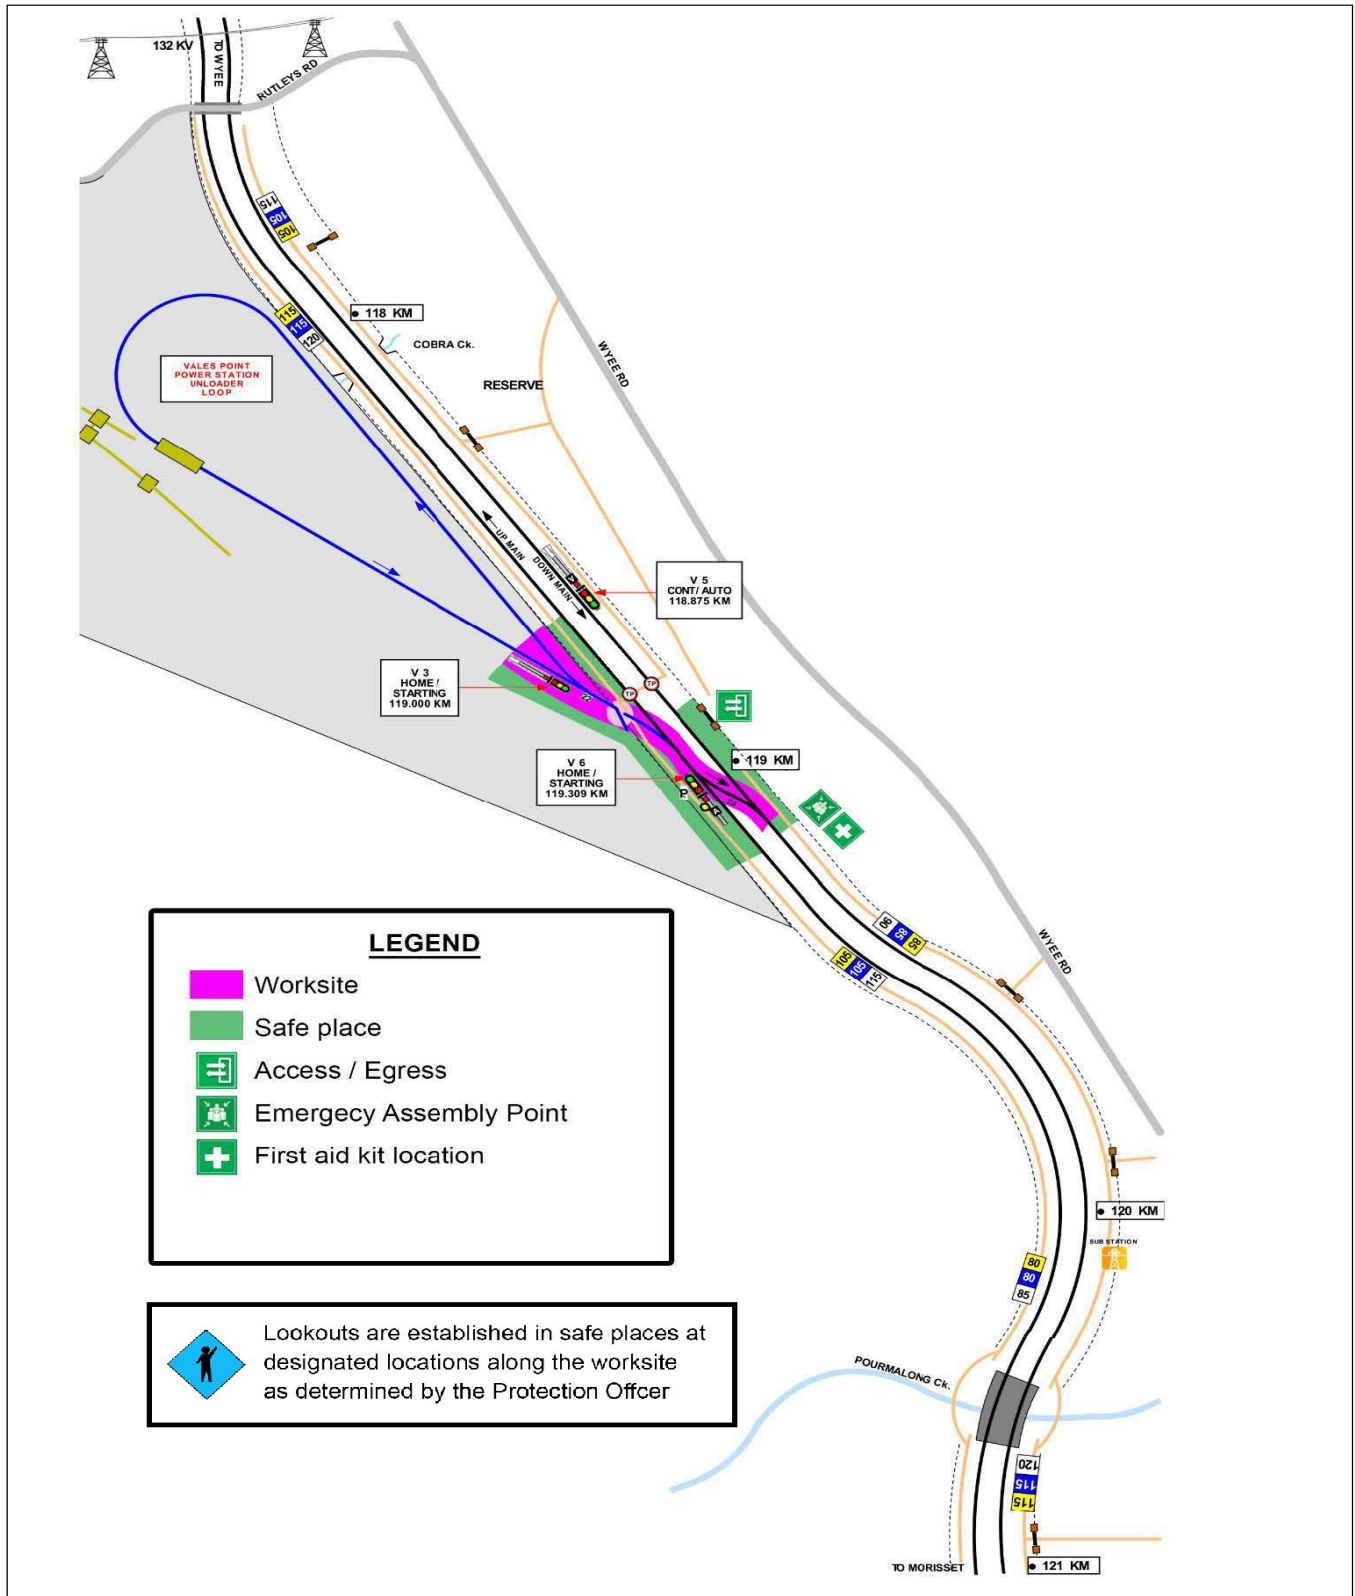 132 KV
TO WYEE
RUTLEYS RD
115
105
105
118 KM
115
115
120
COBRA Ck.
WYEE RD
VALES POINT
POWER STATION
UNLOADER
LOOP
RESERVE
UP MAIN
DOWN MAIN
V 5
CONT/ AUTO
118.875 KM
V 3
HOME /
STARTING
119.000 KM
22
TP
TP
119 KM
V 6
HOME /
STARTING
119.309 KM
23
90
85
85
WYEE RD
105
105
115
LEGEND
Worksite
Safe place
Access / Egress
Emergecy Assembly Point
First aid kit location
120 KM
SUB STATION
80
80
85
Lookouts are established in safe places at
designated locations along the worksite
as determined by the Protection Offcer
POURMALONG Ck.
120
115
115
TO MORISSET
121 KM